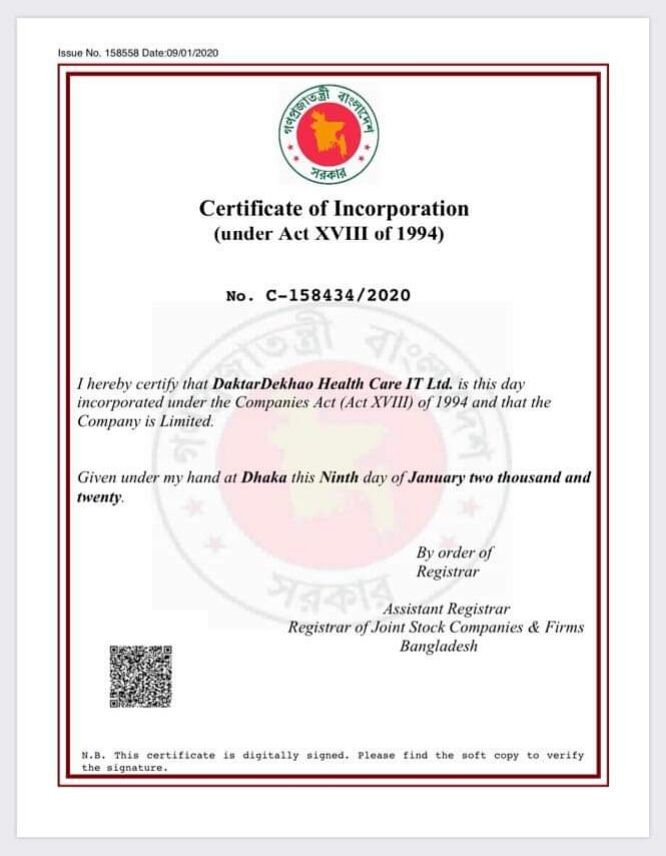 Issue No. 158558 Date:09/01/2020
গণপ্রজাতন্ত্রী বাংলাদেশ
সরকার
Certificate of Incorporation
(under Act XVIII of 1994)
No. C-158434/2020
I hereby certify that DaktarDekhao Health Care IT Ltd. is this day
incorporated under the Companies Act (Act XVIII) of 1994 and that the
Company is Limited.
Given under my hand at Dhaka this Ninth day of January two thousand and
twenty.
By order of
Registrar
Assistant Registrar
Registrar of Joint Stock Companies & Firms
Bangladesh
N.B. This certificate is digitally signed. Please find the soft copy to verify
the signature.
গণপ্রজাতন্ত্রী বাংলাদেশ
সরকার